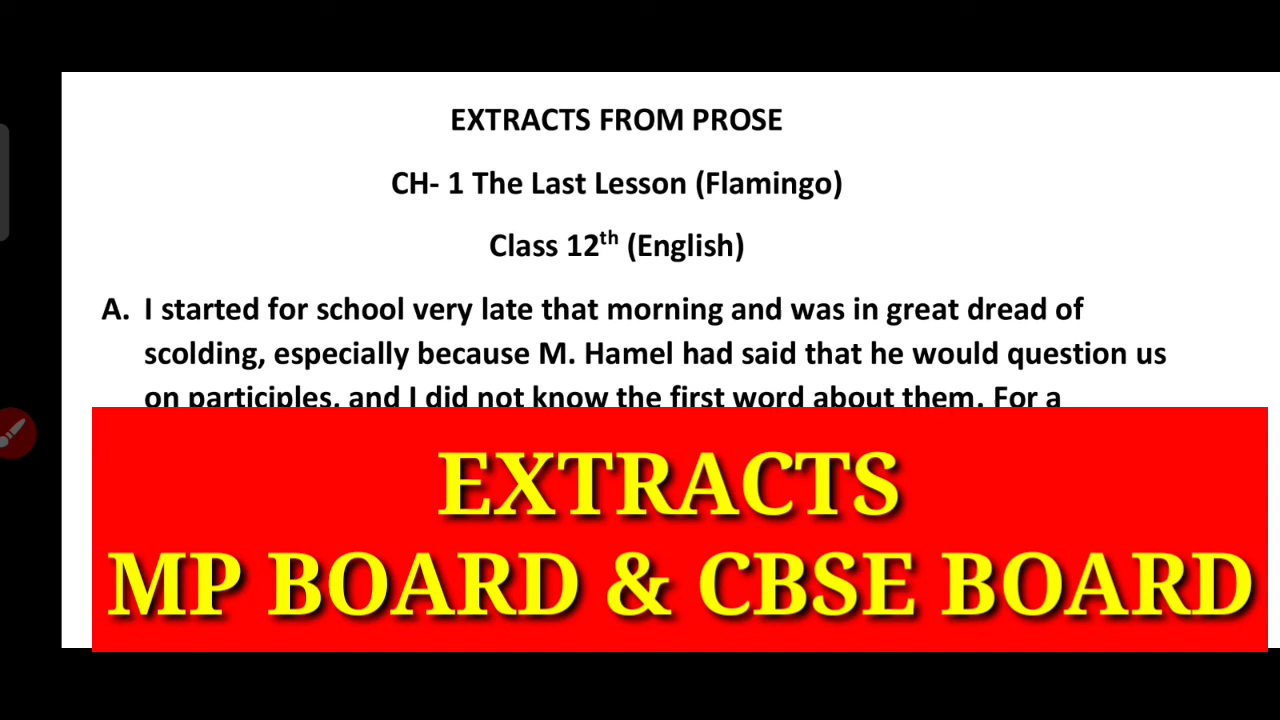 EXTRACTS FROM PROSE
CH- 1 The Last Lesson (Flamingo)
Class 12th (English)
A. I started for school very late that morning and was in great dread of
scolding, especially because M. Hamel had said that he would question us
on participles, and I did not know the first word about them. For a
EXTRACTS
MP BOARD & CBSE BOARD